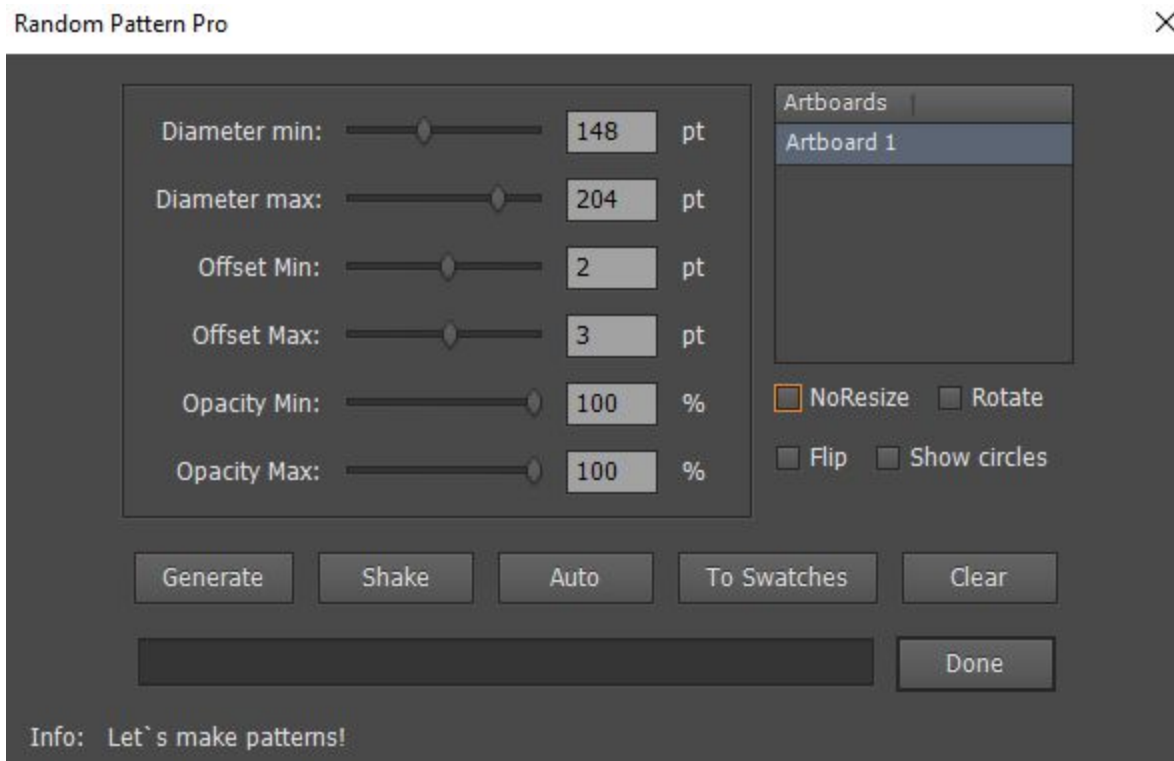 Random Pattern Pro
Diameter min: 148 pt
Diameter max: 204 pt
Offset Min: 2 pt
Offset Max: 3 pt
Opacity Min: 100 %
Opacity Max: 100 %
Artboards
Artboard 1
NoResize Rotate
Flip Show circles
Generate Shake Auto To Swatches Clear
Done
Info: Let`s make patterns!